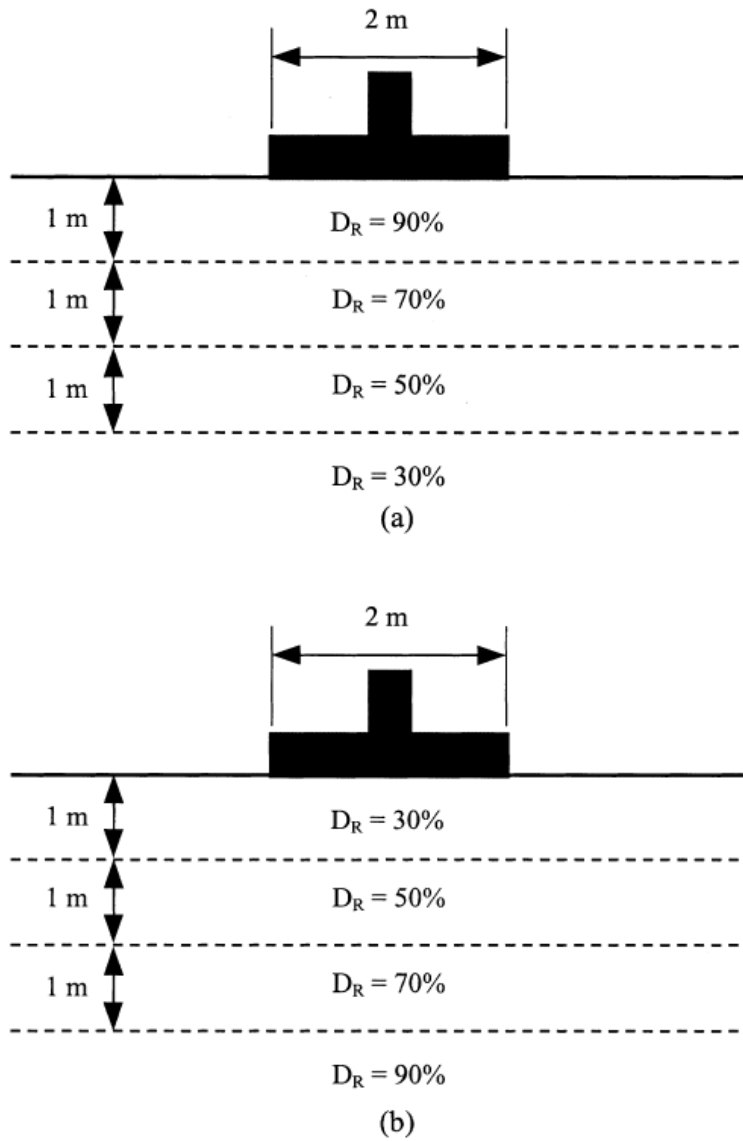 2 m
1 m
D_R = 90%
1 m
D_R = 70%
1 m
D_R = 50%
D_R = 30%
(a)
2 m
1 m
D_R = 30%
1 m
D_R = 50%
1 m
D_R = 70%
D_R = 90%
(b)